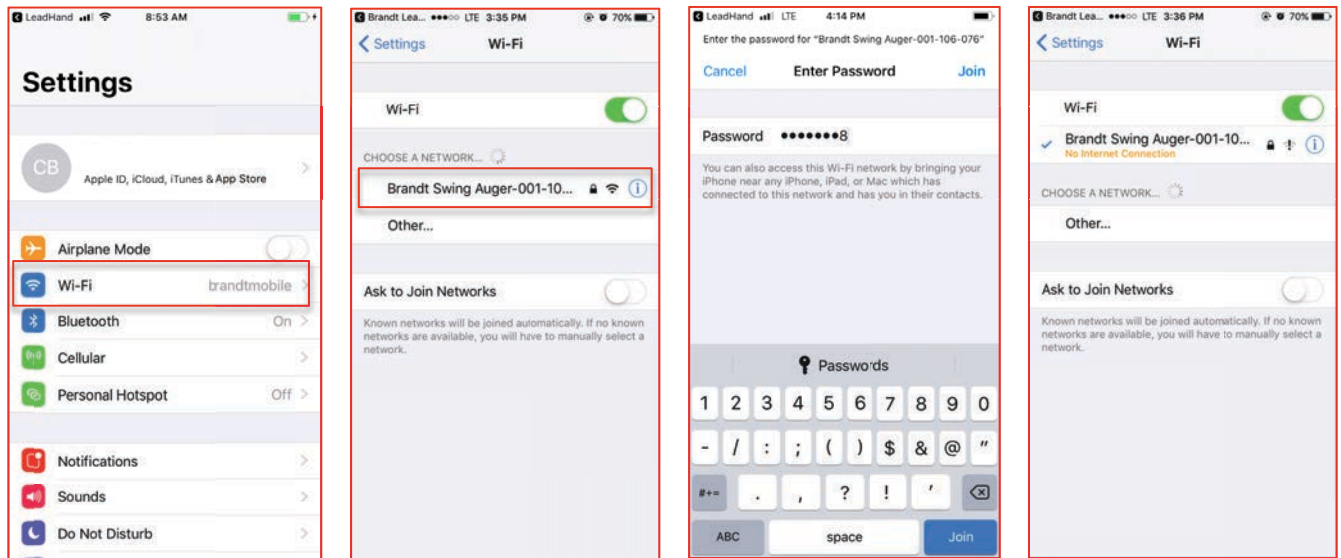 LeadHand LTE 8:53 AM
Settings
CB
Apple ID, iCloud, iTunes & App Store
Airplane Mode
Wi-Fi brandtmobile
Bluetooth On
Cellular
Personal Hotspot Off
Notifications
Sounds
Do Not Disturb
Brandt Lea... LTE 3:35 PM 70%
Settings Wi-Fi
Wi-Fi
CHOOSE A NETWORK...
Brandt Swing Auger-001-10...
Other...
Ask to Join Networks
Known networks will be joined automatically. If no known
networks are available, you will have to manually select a
network.
LeadHand LTE 4:14 PM
Enter the password for "Brandt Swing Auger-001-106-076"
Cancel Enter Password Join
Password •••••••8
You can also access this Wi-Fi network by bringing your
iPhone near any iPhone, iPad, or Mac which has
connected to this network and has you in their contacts.
Passwords
1 2 3 4 5 6 7 8 9 0
- / : ; ( ) $ & @ "
#+= . , ? ! '
ABC space Join
Brandt Lea... LTE 3:36 PM 70%
Settings Wi-Fi
Wi-Fi
Brandt Swing Auger-001-10...
No Internet Connection
CHOOSE A NETWORK...
Other...
Ask to Join Networks
Known networks will be joined automatically. If no known
networks are available, you will have to manually select a
network.